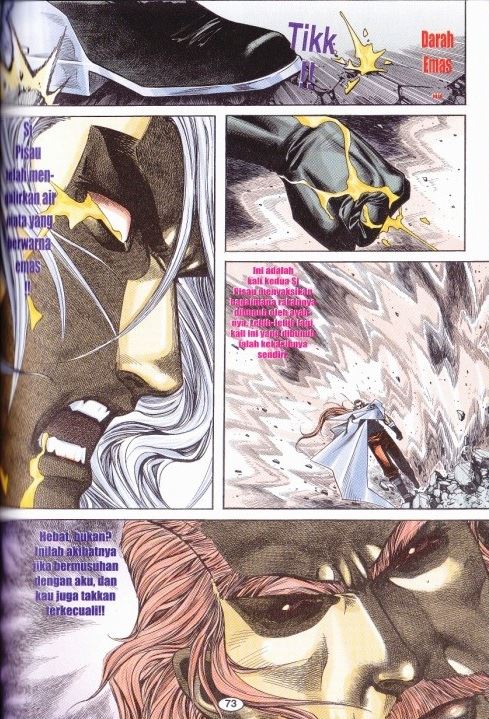 Tikk
!!
Darah
Emas
Si
Pisau
telah men-
galirkan air
mata yang
berwarna
emas
!!
Ini adalah
kali kedua Si
Pisau menyaksikan
bagaimana
dibunuh oleh ayah-
nya, lebih-lebih lagi
kali ini yang dibunuh
ialah kekasihnya
sendiri.
Hebat, bukan?
Inilah akibatnya
jika bermusuhan
dengan aku, dan
kau juga takkan
terkecuali!!
73